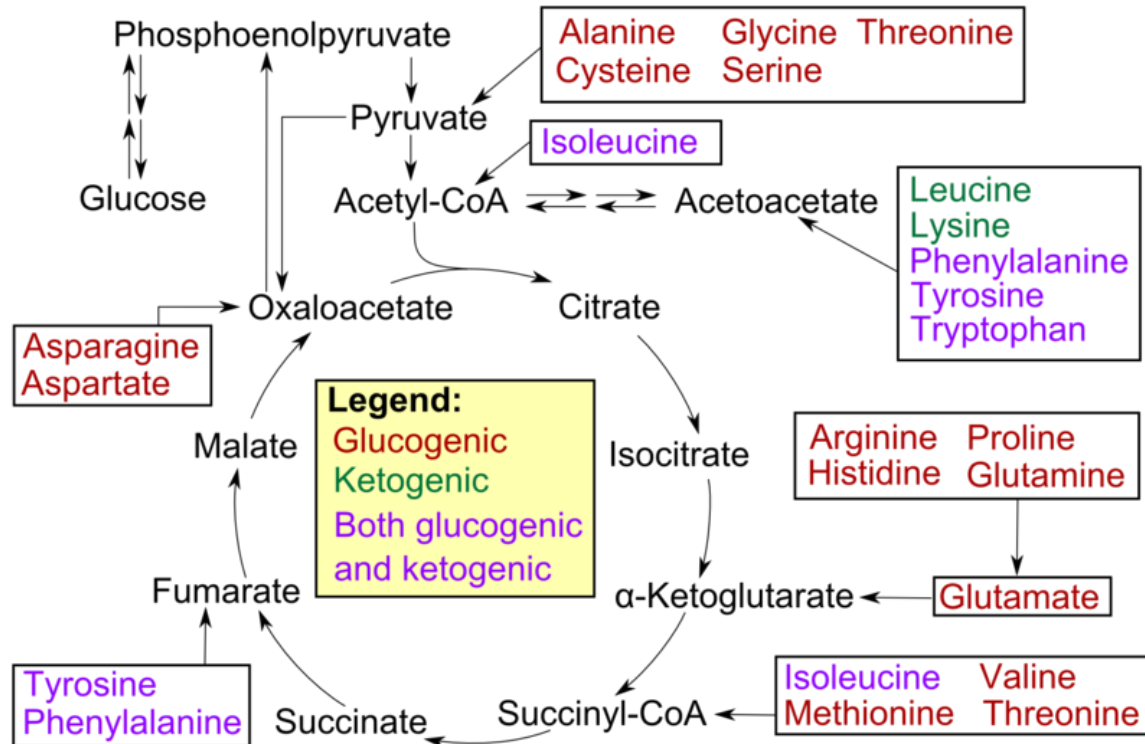 Phosphoenolpyruvate
Alanine Glycine Threonine
Cysteine Serine
Pyruvate
Isoleucine
Glucose
Acetyl-CoA
Acetoacetate
Leucine
Lysine
Phenylalanine
Tyrosine
Tryptophan
Oxaloacetate
Citrate
Asparagine
Aspartate
Legend:
Glucogenic
Ketogenic
Both glucogenic
and ketogenic
Malate
Isocitrate
Arginine Proline
Histidine Glutamine
Fumarate
α-Ketoglutarate
Glutamate
Tyrosine
Phenylalanine
Succinate
Succinyl-CoA
Isoleucine Valine
Methionine Threonine